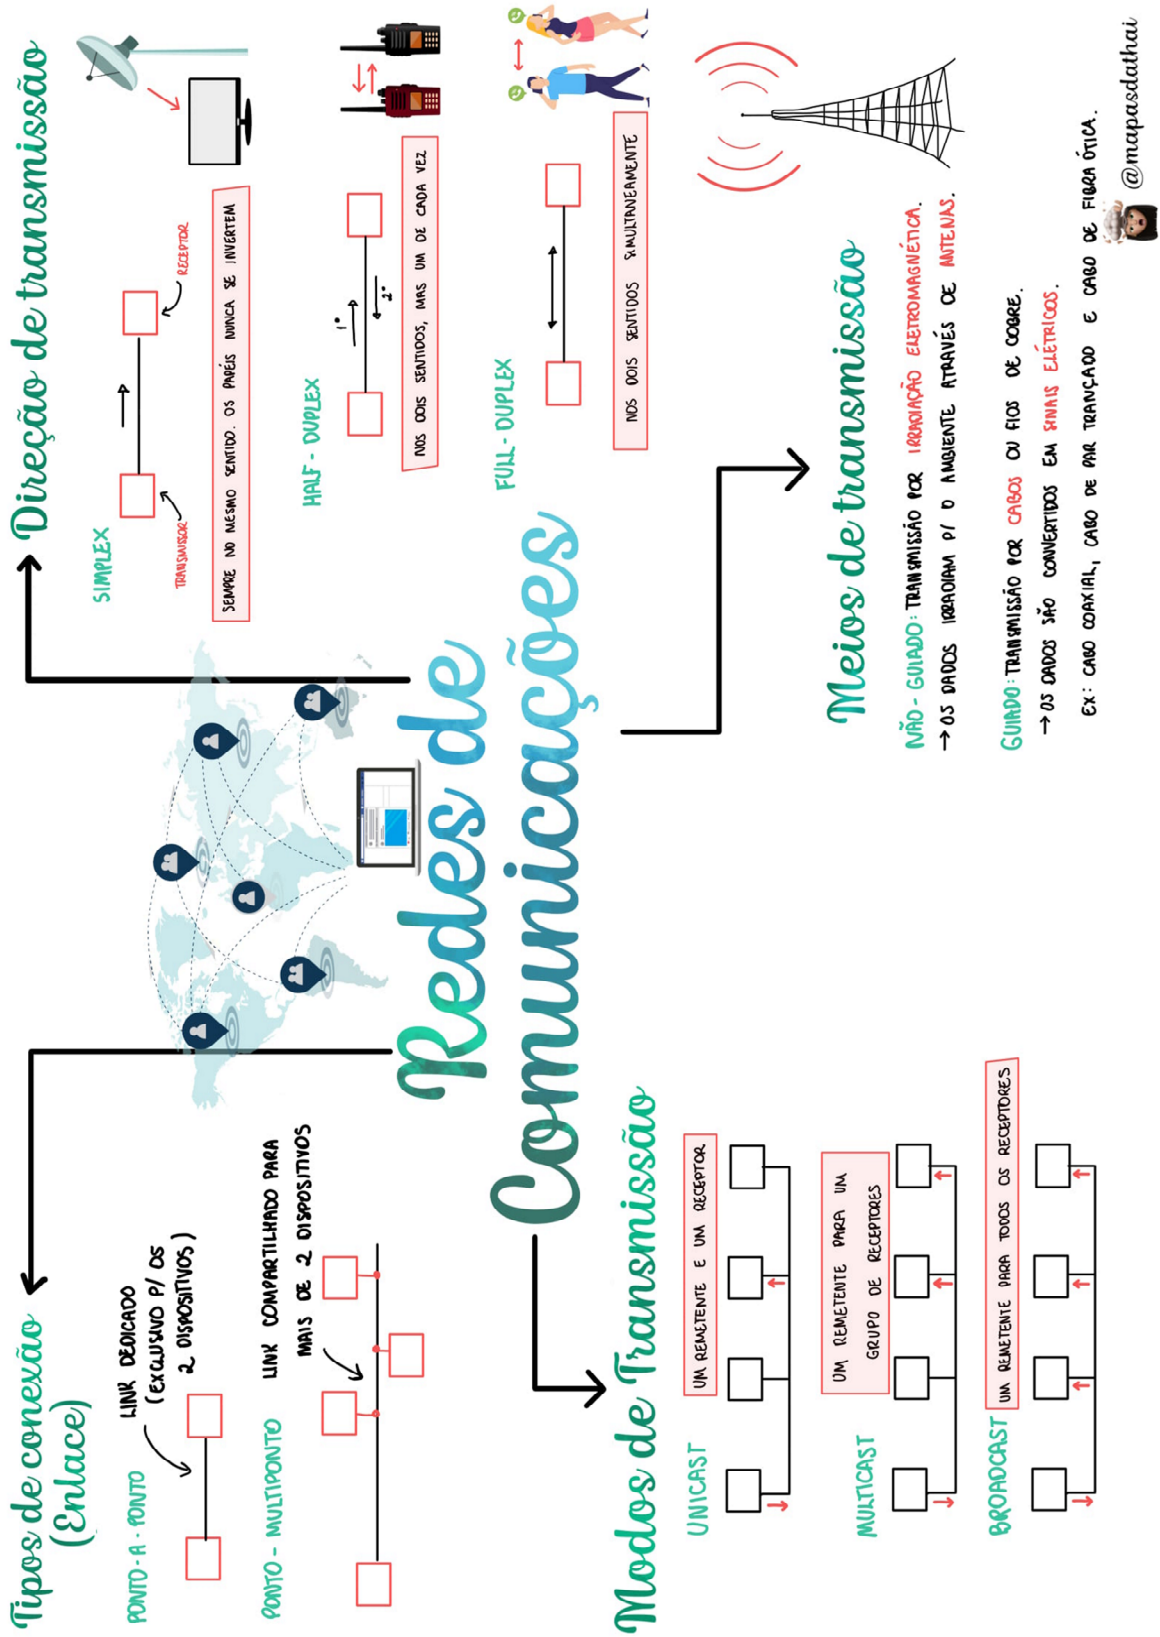 Redes de
Comunicações
Tipos de conexão
(Enlace)
PONTO - A - PONTO
LINK DEDICADO
(EXCLUSIVO P/ OS
2 DISPOSITIVOS)
PONTO - MULTIPONTO
LINK COMPARTILHADO PARA
MAIS DE 2 DISPOSITIVOS
Direção de transmissão
SIMPLEX
TRANSMISSOR
RECEPTOR
SEMPRE NO MESMO SENTIDO. OS PAPÉIS NUNCA SE INVERTEM
HALF - DUPLEX
1º
2º
NOS DOIS SENTIDOS, MAS UM DE CADA VEZ
FULL - DUPLEX
NOS DOIS SENTIDOS SIMULTANEAMENTE
Modos de Transmissão
UNICAST
UM REMETENTE E UM RECEPTOR
MULTICAST
UM REMETENTE PARA UM
GRUPO DE RECEPTORES
BROADCAST
UM REMETENTE PARA TODOS OS RECEPTORES
Meios de transmissão
NÃO - GUIADO: TRANSMISSÃO POR IRRADIAÇÃO ELETROMAGNÉTICA.
→ OS DADOS IRRADIAM P/ O AMBIENTE ATRAVÉS DE ANTENAS.
GUIADO: TRANSMISSÃO POR CABOS OU FIOS DE COBRE.
→ OS DADOS SÃO CONVERTIDOS EM SINAIS ELÉTRICOS.
EX: CABO COAXIAL, CABO DE PAR TRANÇADO E CABO DE FIBRA ÓTICA.
@mapasdathai